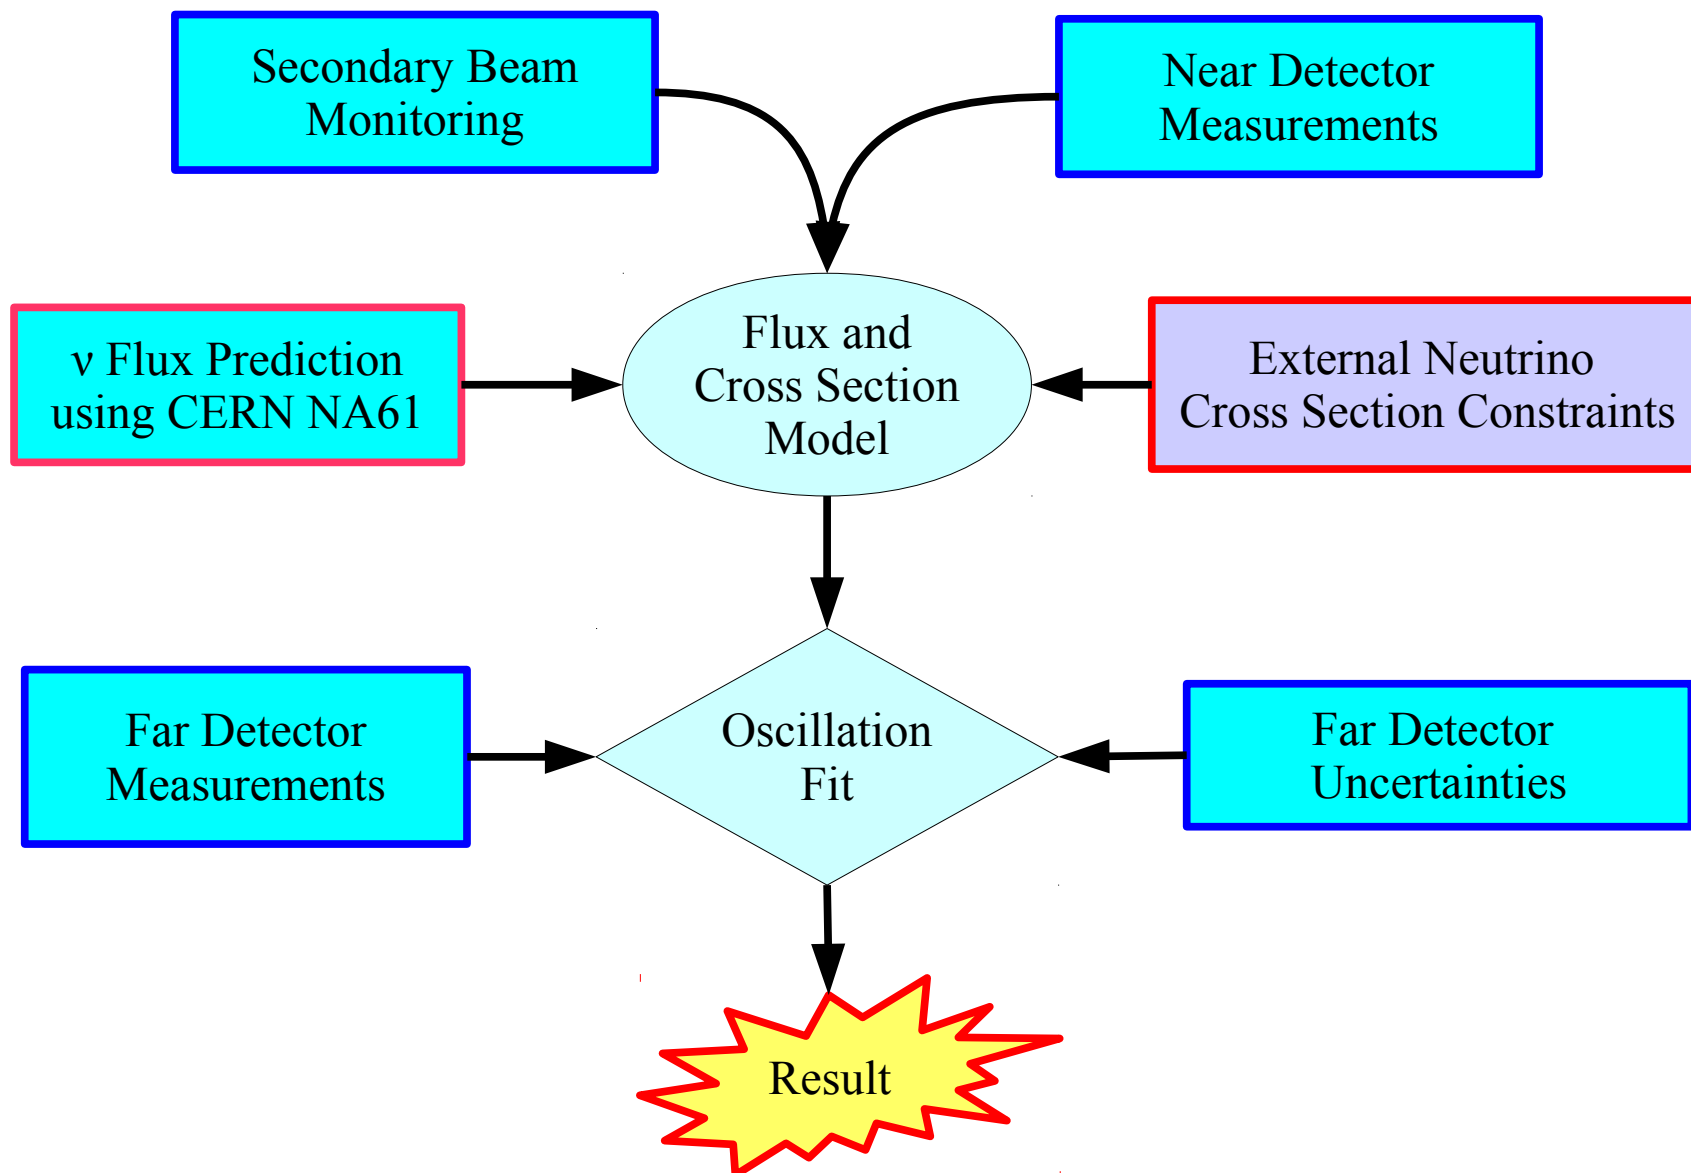 Secondary Beam
Monitoring
Near Detector
Measurements
ν Flux Prediction
using CERN NA61
Flux and
Cross Section
Model
External Neutrino
Cross Section Constraints
Far Detector
Measurements
Oscillation
Fit
Far Detector
Uncertainties
Result